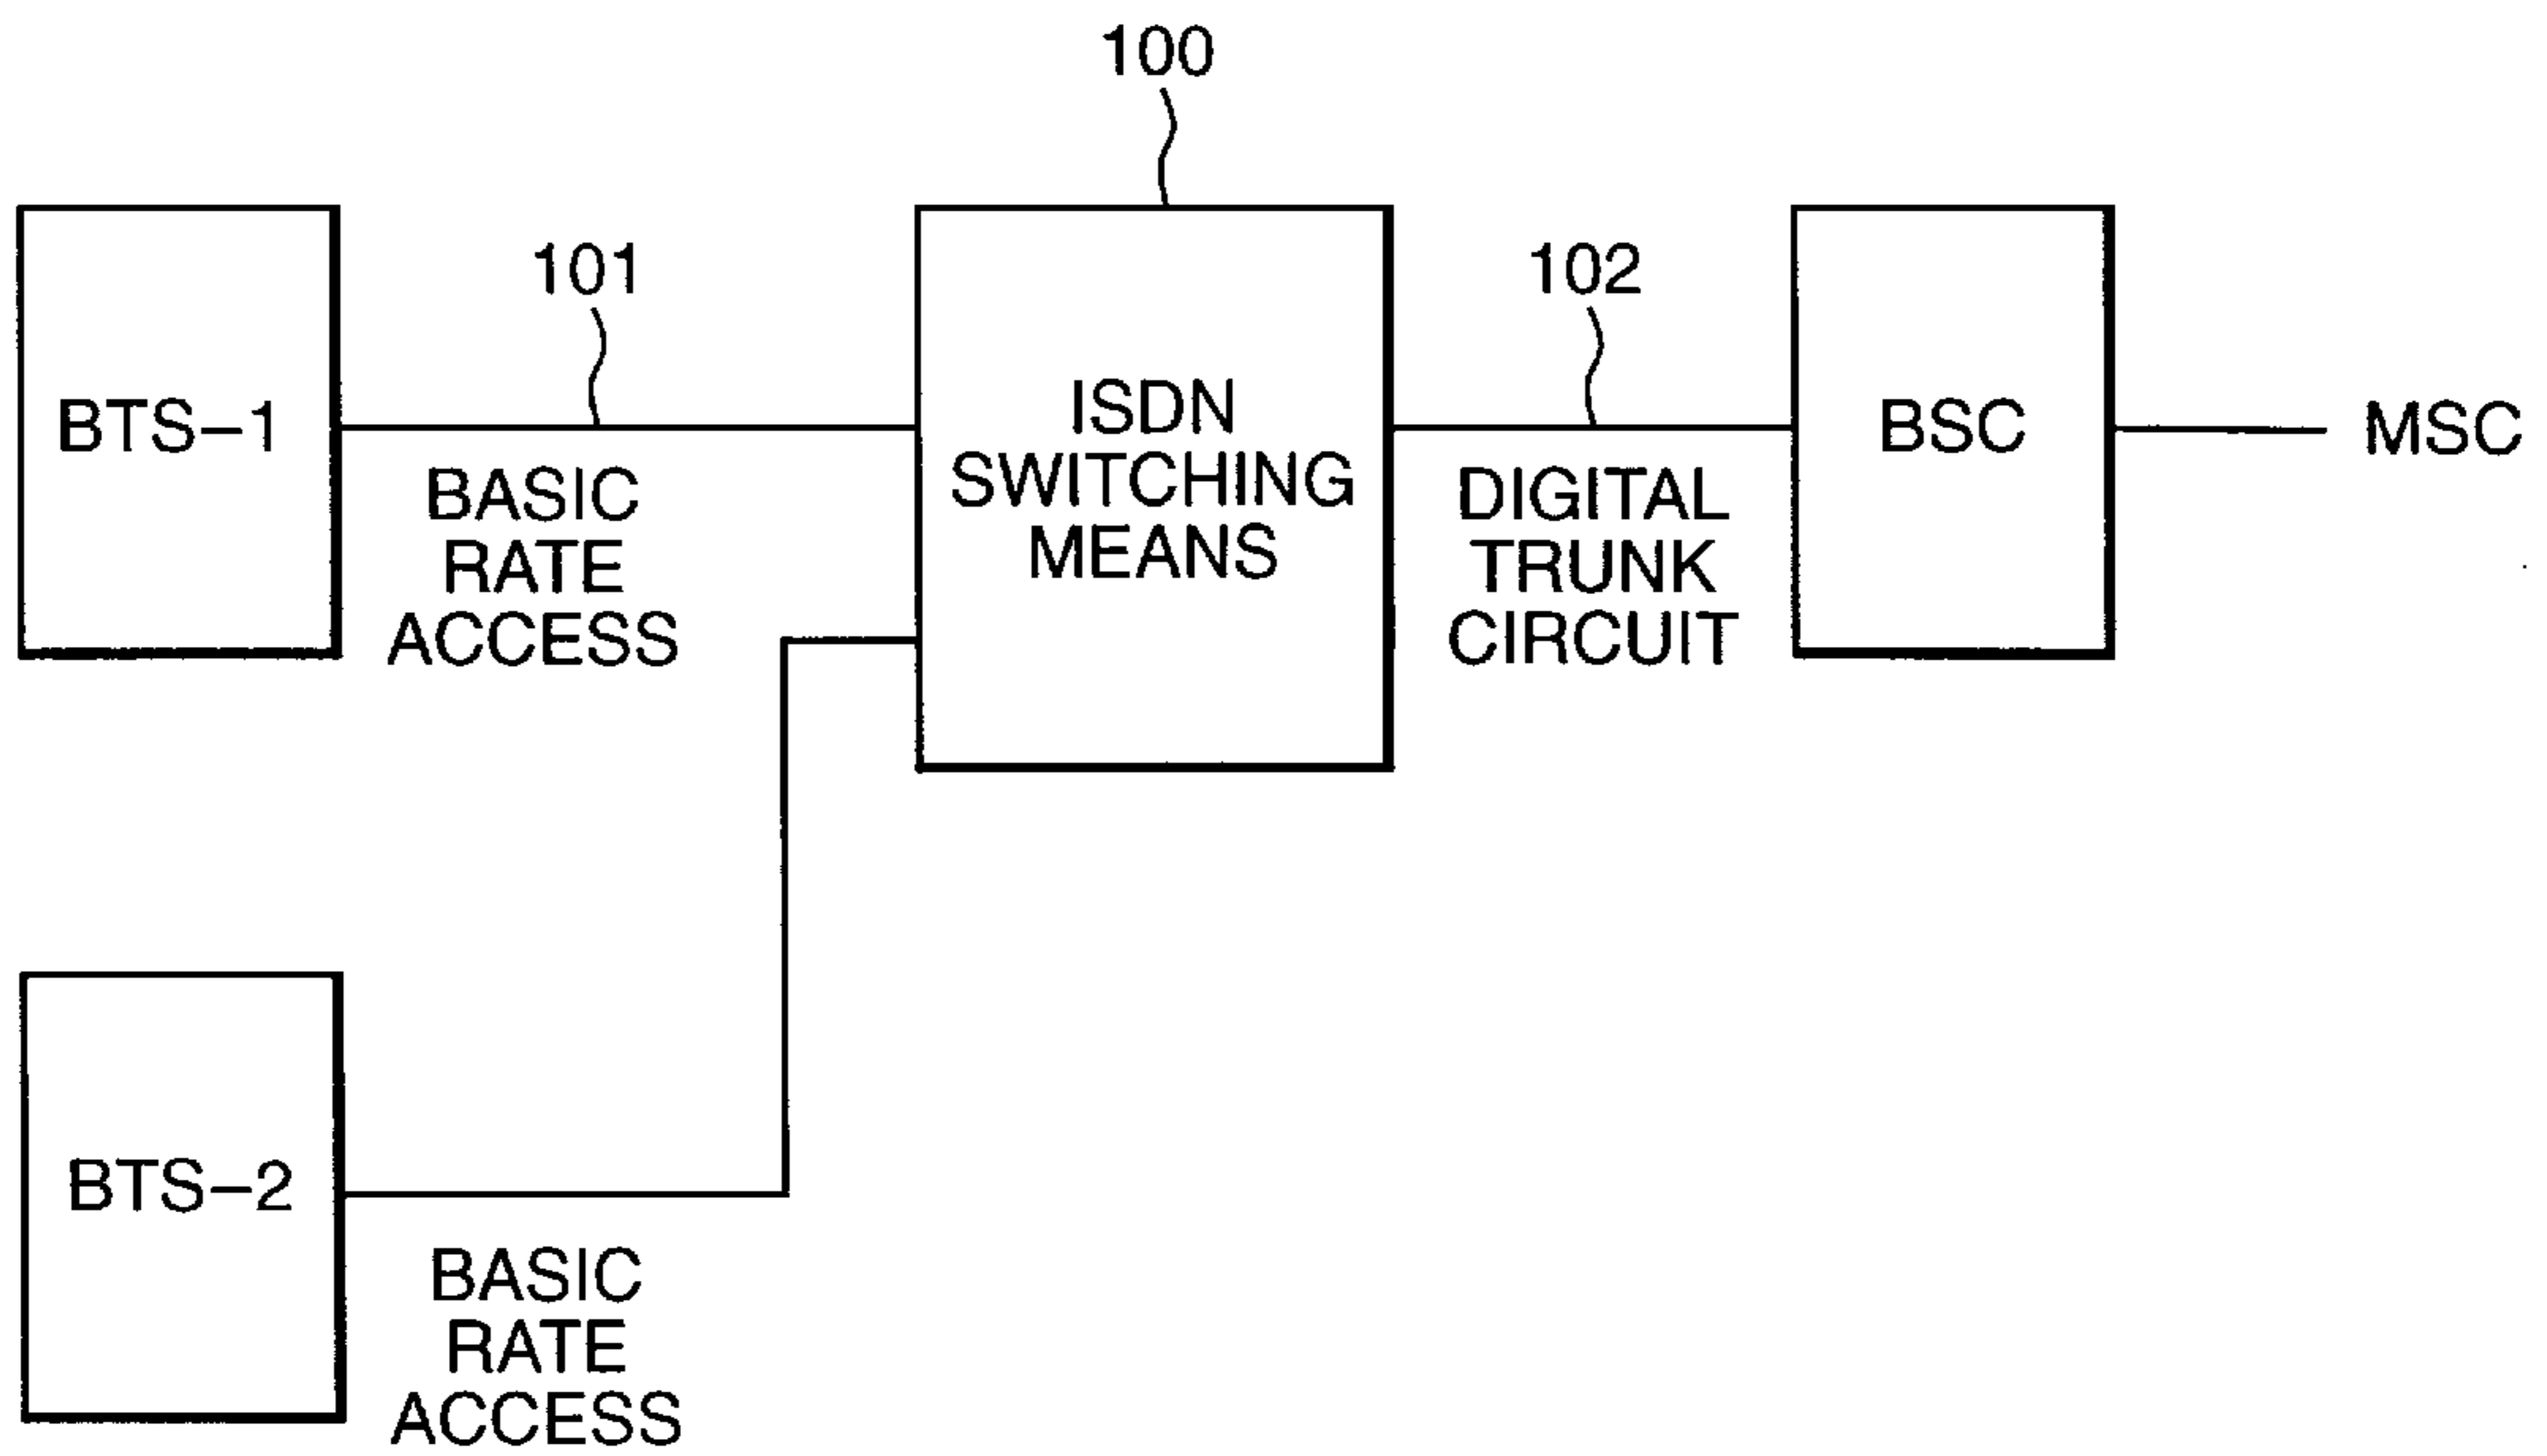 100
101
102
BTS-1
BASIC
RATE
ACCESS
ISDN
SWITCHING
MEANS
DIGITAL
TRUNK
CIRCUIT
BSC
MSC
BTS-2
BASIC
RATE
ACCESS